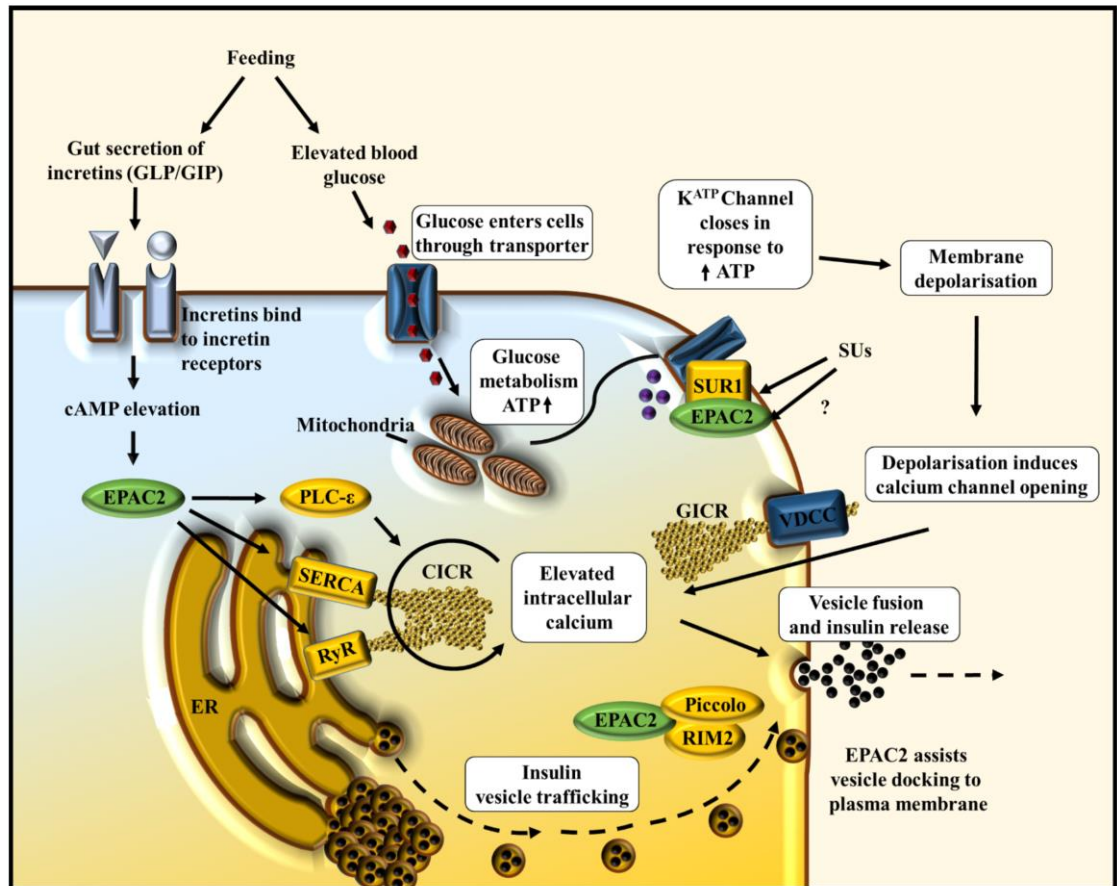 Feeding
Gut secretion of
incretins (GLP/GIP)
Elevated blood
glucose
Glucose enters cells
through transporter
K^ATP Channel
closes in
response to
↑ ATP
Membrane
depolarisation
Incretins bind
to incretin
receptors
Glucose
metabolism
ATP↑
SUR1
EPAC2
SUs
?
cAMP elevation
Mitochondria
EPAC2
PLC-ε
GICR
VDCC
Depolarisation induces
calcium channel opening
SERCA
CICR
RyR
Elevated
intracellular
calcium
Vesicle fusion
and insulin release
ER
EPAC2
Piccolo
RIM2
Insulin
vesicle trafficking
EPAC2 assists
vesicle docking to
plasma membrane